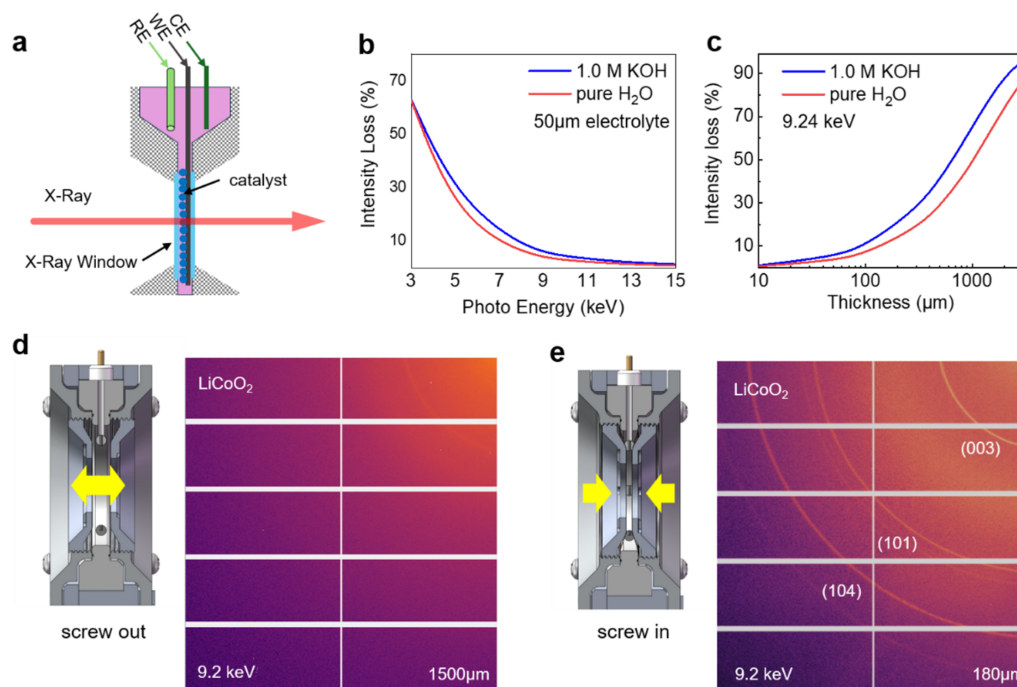 a
RE
WE
CE
catalyst
X-Ray
X-Ray Window
b
Intensity Loss (%)
70
50
30
10
1.0 M KOH
pure H₂O
50µm electrolyte
3 5 7 9 11 13 15
Photo Energy (keV)
c
Intensity loss (%)
90
70
50
30
10
1.0 M KOH
pure H₂O
9.24 keV
10 100 1000
Thickness (µm)
d
screw out
LiCoO₂
9.2 keV
1500µm
e
screw in
LiCoO₂
(003)
(101)
(104)
9.2 keV
180µm